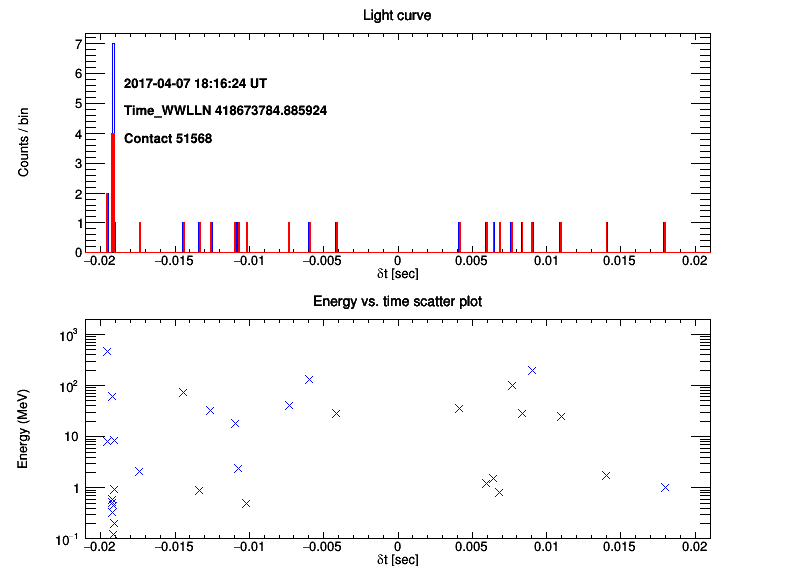 Light curve
7
6
5
4
3
2
1
0
Counts / bin
2017-04-07 18:16:24 UT
Time_WWLLN 418673784.885924
Contact 51568
−0.02 −0.015 −0.01 −0.005 0 0.005 0.01 0.015 0.02
δt [sec]
Energy vs. time scatter plot
10³
10²
10
1
10⁻¹
Energy (MeV)
−0.02 −0.015 −0.01 −0.005 0 0.005 0.01 0.015 0.02
δt [sec]